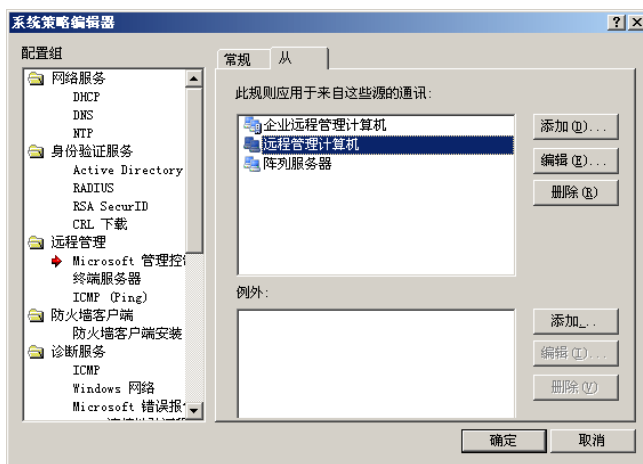 系统策略编辑器
配置组
网络服务
DHCP
DNS
NTP
身份验证服务
Active Directory
RADIUS
RSA SecurID
CRL 下载
远程管理
Microsoft 管理控
终端服务器
ICMP (Ping)
防火墙客户端
防火墙客户端安装
诊断服务
ICMP
Windows 网络
Microsoft 错误报
常规 从
此规则应用于来自这些源的通讯:
企业远程管理计算机
远程管理计算机
阵列服务器
添加(D)...
编辑(E)...
删除(R)
例外:
添加...
编辑(I)...
删除(V)
确定 取消